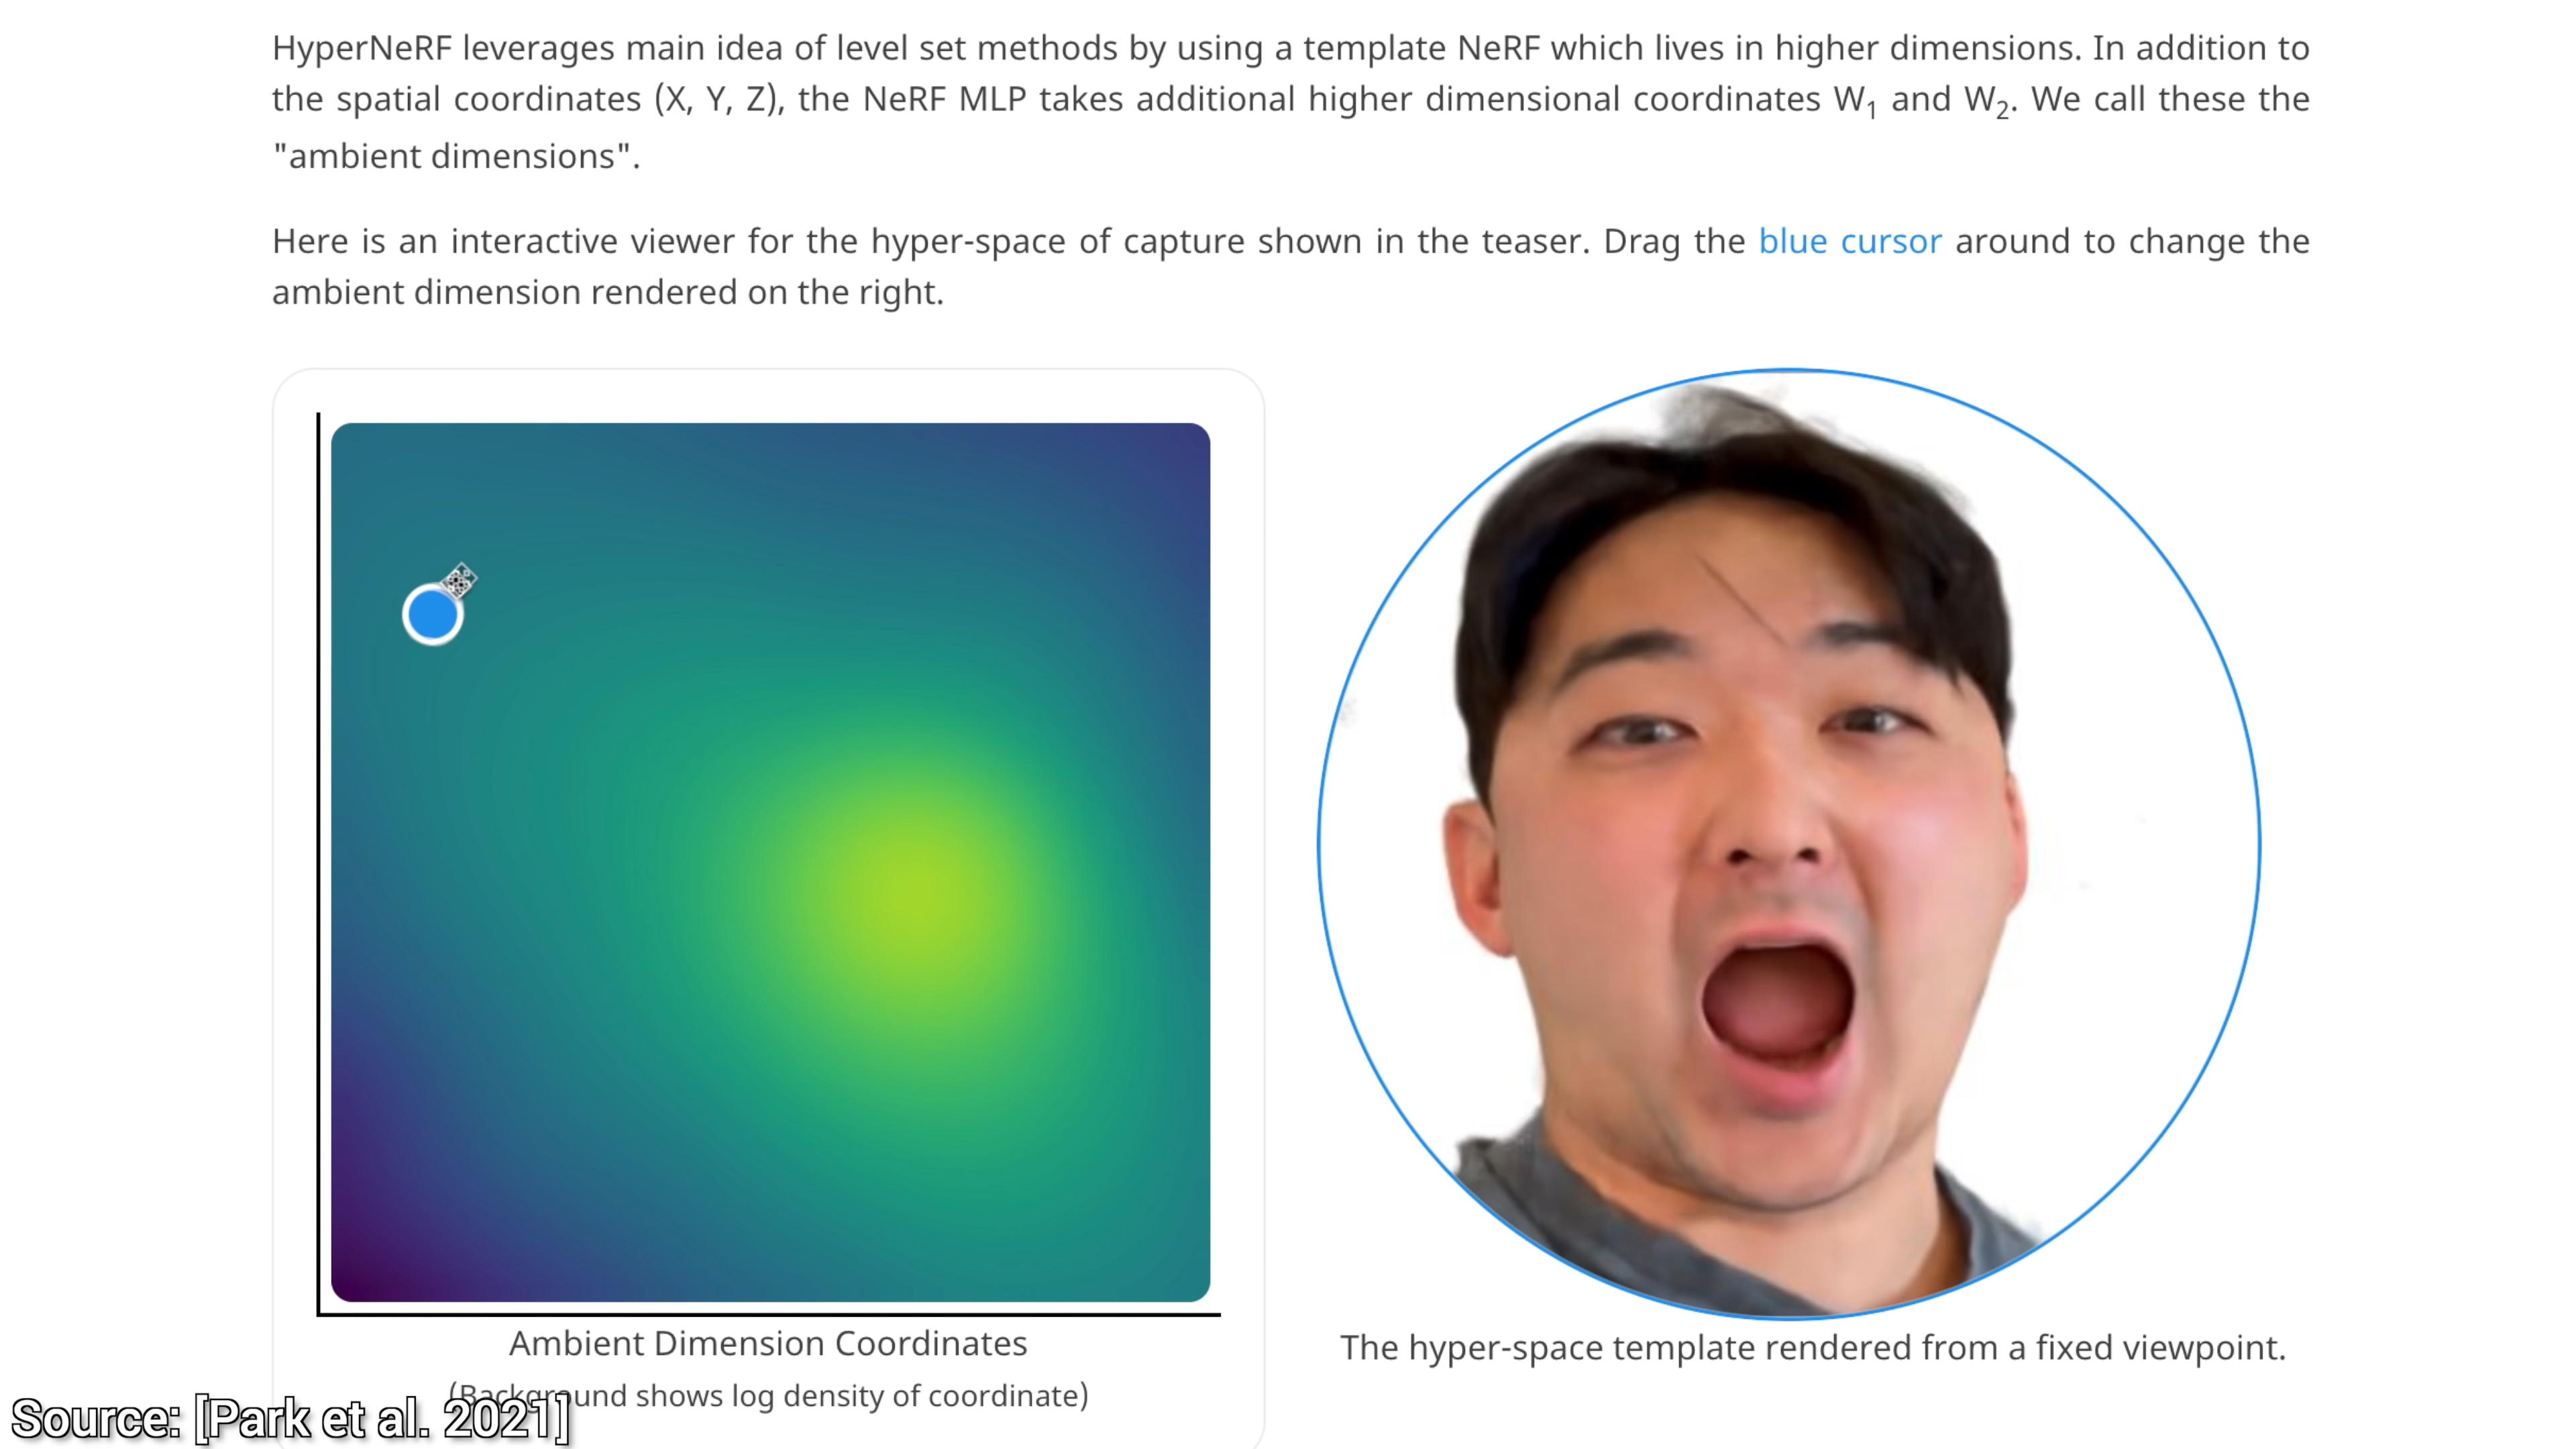 HyperNeRF leverages main idea of level set methods by using a template NeRF which lives in higher dimensions. In addition to
the spatial coordinates (X, Y, Z), the NeRF MLP takes additional higher dimensional coordinates W₁ and W₂. We call these the
"ambient dimensions".
Here is an interactive viewer for the hyper-space of capture shown in the teaser. Drag the blue cursor around to change the
ambient dimension rendered on the right.
Ambient Dimension Coordinates
(Background shows log density of coordinate)
The hyper-space template rendered from a fixed viewpoint.
Source: [Park et al. 2021]